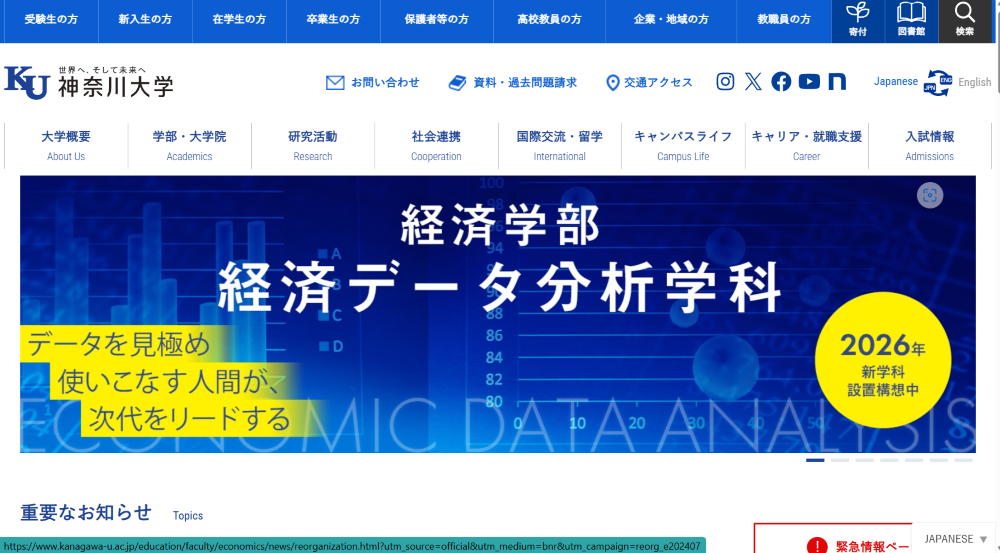 受験生の方
新入生の方
在学生の方
卒業生の方
保護者等の方
高校教員の方
企業・地域の方
教職員の方
寄付
図書館
検索
KU
世界へ、そして未来へ
神奈川大学
お問い合わせ
資料・過去問題請求
交通アクセス
Japanese
ENG
JPN
English
大学概要
About Us
学部・大学院
Academics
研究活動
Research
社会連携
Cooperation
国際交流・留学
International
キャンパスライフ
Campus Life
キャリア・就職支援
Career
入試情報
Admissions
経済学部
経済データ分析学科
データを見極め
使いこなす人間が、
次代をリードする
2026年
新学科
設置構想中
A
B
C
D
100
98
96
94
88
86
84
82
80
0
10
20
30
40
50
ECONOMIC DATA ANALYSIS
重要なお知らせ
Topics
緊急情報ペー
https://www.kanagawa-u.ac.jp/education/faculty/economics/news/reorganization.html?utm_source=official&utm_medium=bnr&utm_campaign=reorg_e202407
JAPANESE ▼